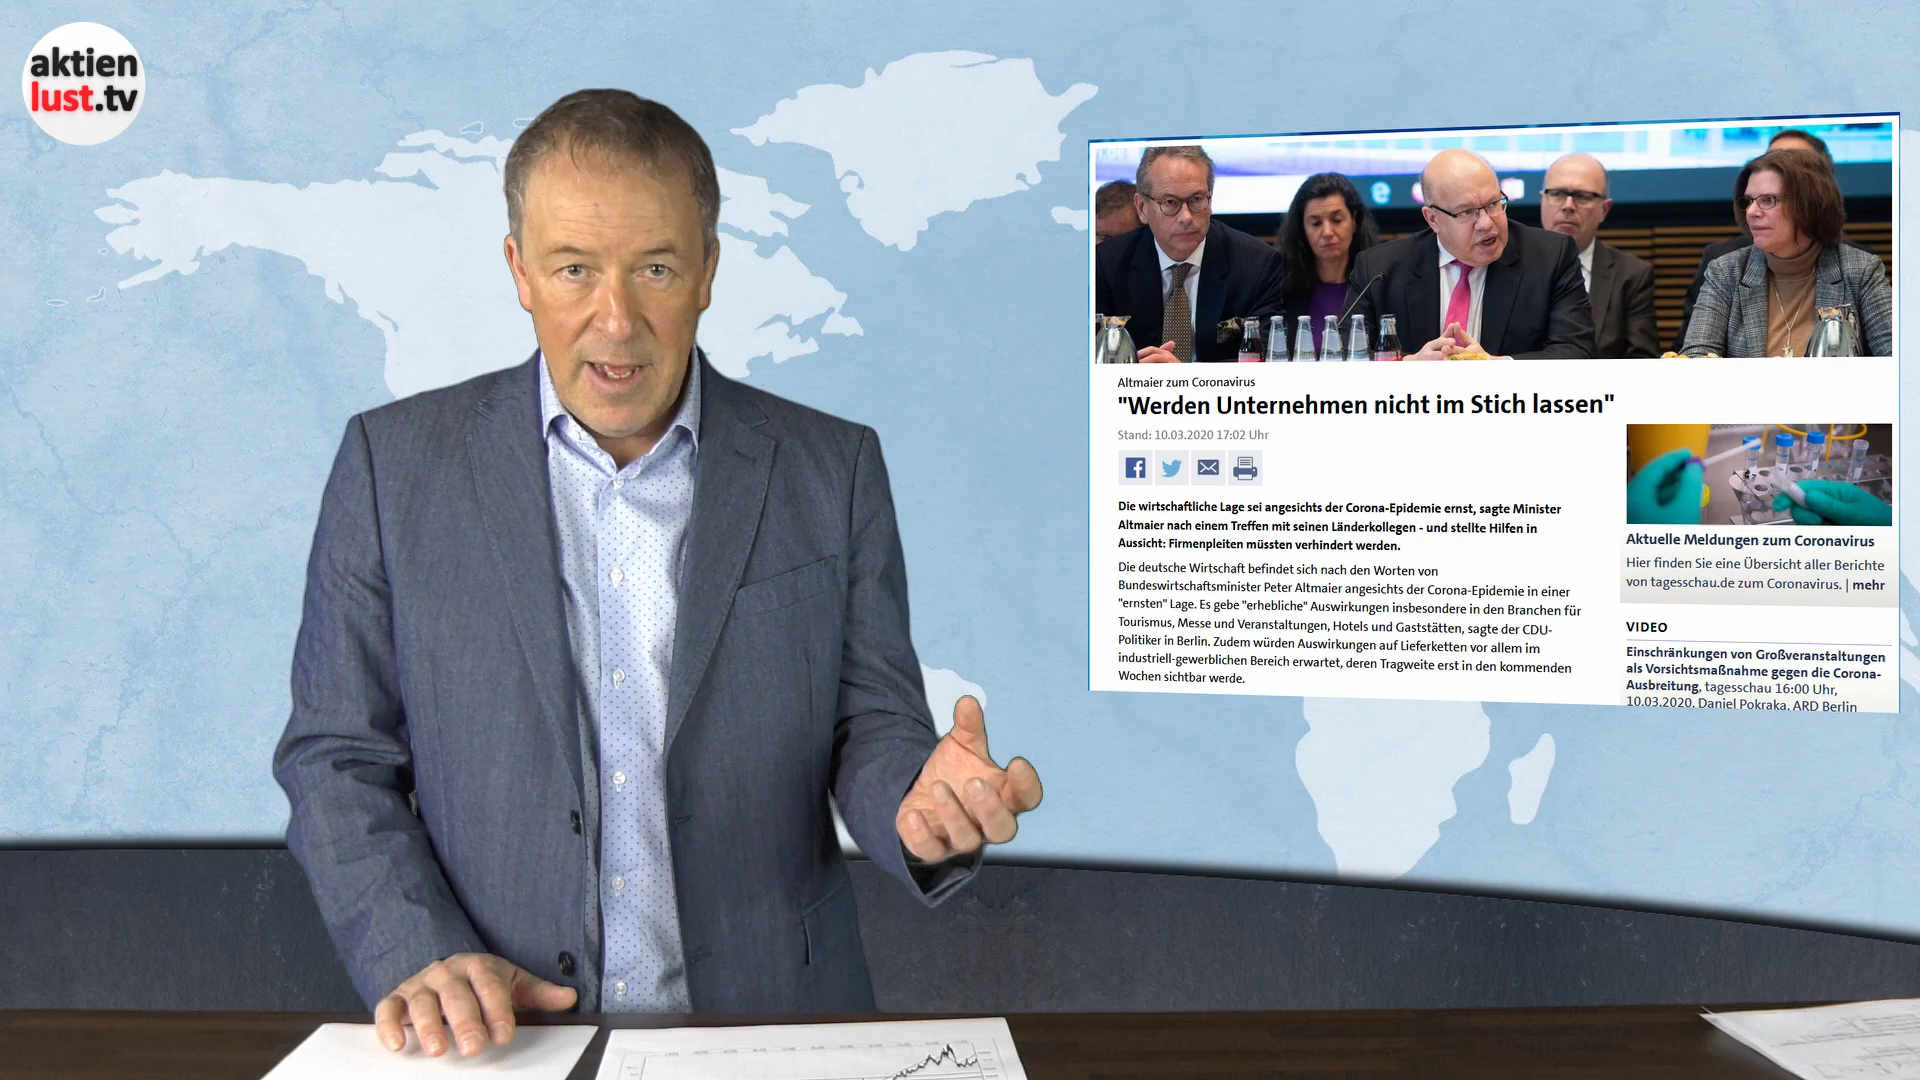 aktien
lust.tv
Altmaier zum Coronavirus
"Werden Unternehmen nicht im Stich lassen"
Stand: 10.03.2020 17:02 Uhr
Die wirtschaftliche Lage sei angesichts der Corona-Epidemie ernst, sagte Minister
Altmaier nach einem Treffen mit seinen Länderkollegen - und stellte Hilfen in
Aussicht: Firmenpleiten müssten verhindert werden.
Die deutsche Wirtschaft befindet sich nach den Worten von
Bundeswirtschaftsminister Peter Altmaier angesichts der Corona-Epidemie in einer
"ernsten" Lage. Es gebe "erhebliche" Auswirkungen insbesondere in den Branchen für
Tourismus, Messe und Veranstaltungen, Hotels und Gaststätten, sagte der CDU-
Politiker in Berlin. Zudem würden Auswirkungen auf Lieferketten vor allem im
industriell-gewerblichen Bereich erwartet, deren Tragweite erst in den kommenden
Wochen sichtbar werde.
Aktuelle Meldungen zum Coronavirus
Hier finden Sie eine Übersicht aller Berichte
von tagesschau.de zum Coronavirus. | mehr
VIDEO
Einschränkungen von Großveranstaltungen
als Vorsichtsmaßnahme gegen die Corona-
Ausbreitung, tagesschau 16:00 Uhr,
10.03.2020, Daniel Pokraka, ARD Berlin